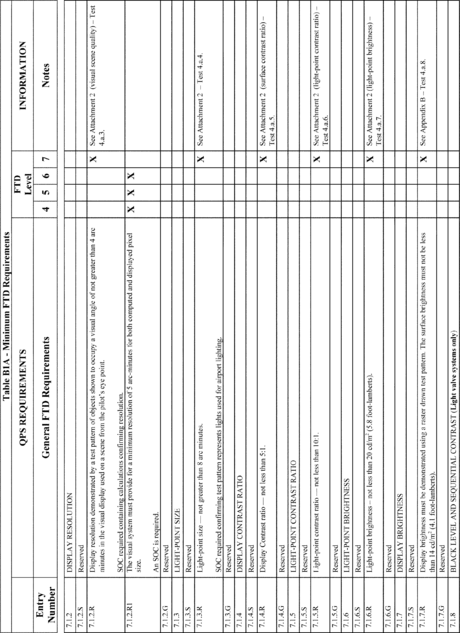 Table B1A - Minimum FTD Requirements
QPS REQUIREMENTS
FTD
Level
INFORMATION
Entry
Number
General FTD Requirements
4 5 6 7
Notes
7.1.2 DISPLAY RESOLUTION
7.1.2.S Reserved
7.1.2.R Display resolution demonstrated by a test pattern of objects shown to occupy a visual angle of not greater than 4 arc
minutes in the visual display used on a scene from the pilot's eye point.
SOC required containing calculations confirming resolution.
X
See Attachment 2 (visual scene quality) – Test
4.a.3.
7.1.2.R1 The visual system must provide for a minimum resolution of 5 arc-minutes for both computed and displayed pixel
size.
An SOC is required.
X X X
7.1.2.G Reserved
7.1.3 LIGHT-POINT SIZE:
7.1.3.S Reserved
7.1.3.R Light-point size — not greater than 8 arc minutes.
SOC required confirming test pattern represents lights used for airport lighting.
X
See Attachment 2 – Test 4.a.4.
7.1.3.G Reserved
7.1.4 DISPLAY CONTRAST RATIO
7.1.4.S Reserved
7.1.4.R Display Contrast ratio — not less than 5:1.
X
See Attachment 2 (surface contrast ratio) –
Test 4.a.5.
7.1.4.G Reserved
7.1.5 LIGHT-POINT CONTRAST RATIO
7.1.5.S Reserved
7.1.5.R Light-point contrast ratio – not less than 10:1.
X
See Attachment 2 (light-point contrast ratio) –
Test 4.a.6.
7.1.5.G Reserved
7.1.6 LIGHT-POINT BRIGHTNESS
7.1.6.S Reserved
7.1.6.R Light-point brightness – not less than 20 cd/m² (5.8 foot-lamberts).
X
See Attachment 2 (light-point brightness) –
Test 4.a.7.
7.1.6.G Reserved
7.1.7 DISPLAY BRIGHTNESS
7.1.7.S Reserved
7.1.7.R Display brightness must be demonstrated using a raster drawn test pattern. The surface brightness must not be less
than 14 cd/m² (4.1 foot-lamberts).
X
See Appendix B – Test 4.a.8.
7.1.7.G Reserved
7.1.8 BLACK LEVEL AND SEQUENTIAL CONTRAST (Light valve systems only)